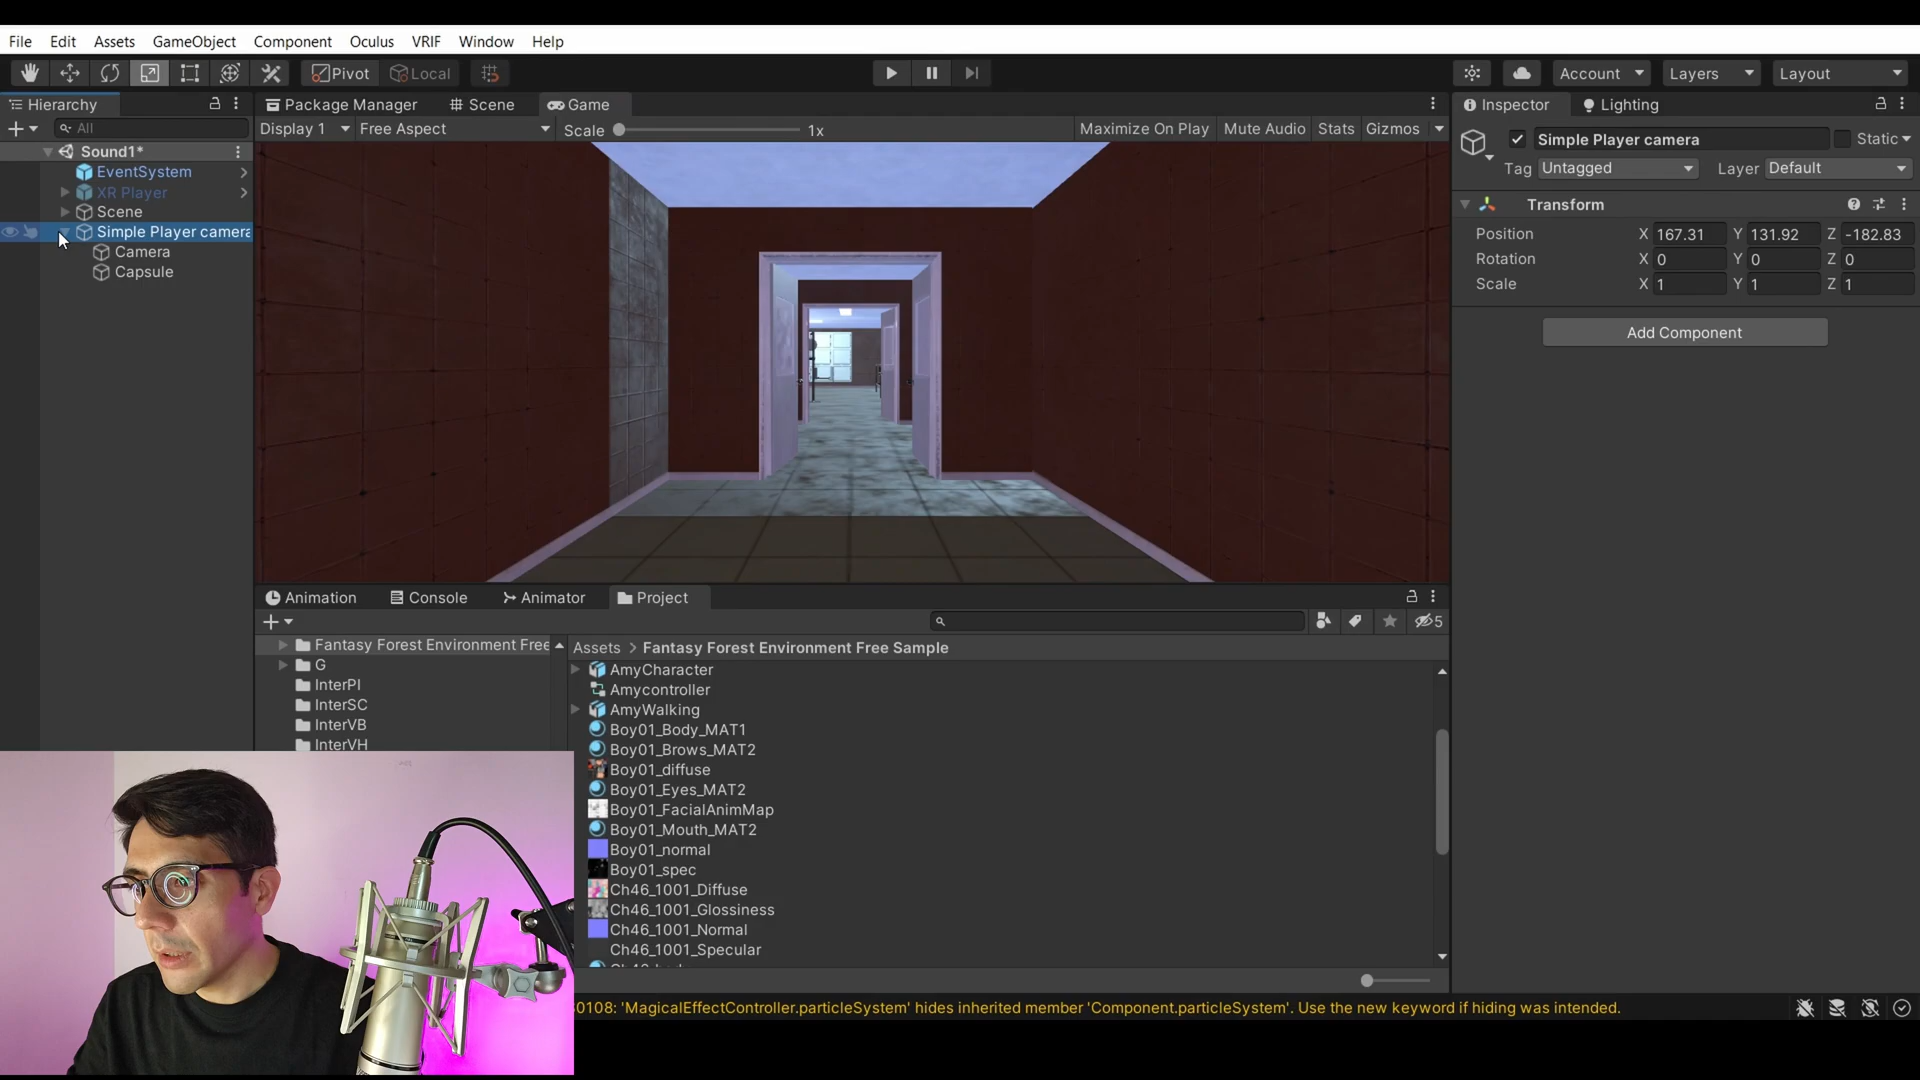 File Edit Assets GameObject Component Oculus VRIF Window Help
Pivot Local Account Layers Layout
Hierarchy Package Manager Scene Game Inspector Lighting
All Display 1 Free Aspect Scale 1x Maximize On Play Mute Audio Stats Gizmos
Simple Player camera Static
Sound1*
Tag Untagged Layer Default
EventSystem
XR Player
Transform
Scene
Simple Player camera
Position X 167.31 Y 131.92 Z -182.83
Camera
Rotation X 0 Y 0 Z 0
Capsule
Scale X 1 Y 1 Z 1
Add Component
Animation Console Animator Project
5
Fantasy Forest Environment Free
G
InterPI
InterSC
InterVB
InterVH
Assets > Fantasy Forest Environment Free Sample
AmyCharacter
Amycontroller
AmyWalking
Boy01_Body_MAT1
Boy01_Brows_MAT2
Boy01_diffuse
Boy01_Eyes_MAT2
Boy01_FacialAnimMap
Boy01_Mouth_MAT2
Boy01_normal
Boy01_spec
Ch46_1001_Diffuse
Ch46_1001_Glossiness
Ch46_1001_Normal
Ch46_1001_Specular
0108: 'MagicalEffectController.particleSystem' hides inherited member 'Component.particleSystem'. Use the new keyword if hiding was intended.